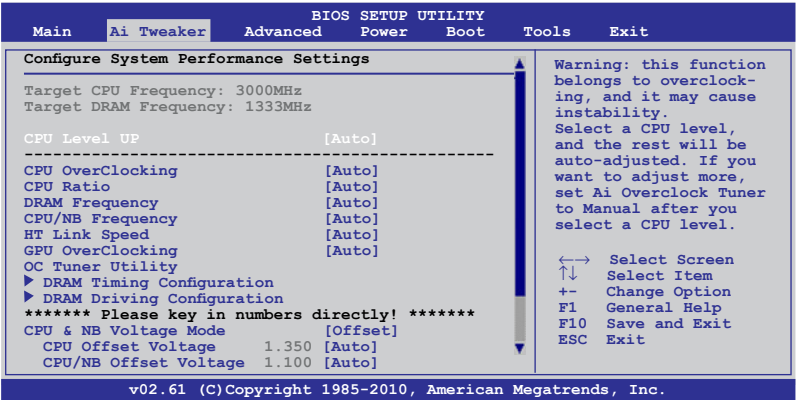 BIOS SETUP UTILITY
Main Ai Tweaker Advanced Power Boot Tools Exit
Configure System Performance Settings
Target CPU Frequency: 3000MHz
Target DRAM Frequency: 1333MHz
CPU Level UP [Auto]
------------------------------------------------------
CPU OverClocking [Auto]
CPU Ratio [Auto]
DRAM Frequency [Auto]
CPU/NB Frequency [Auto]
HT Link Speed [Auto]
GPU OverClocking [Auto]
OC Tuner Utility
DRAM Timing Configuration
DRAM Driving Configuration
******* Please key in numbers directly! *******
CPU & NB Voltage Mode [Offset]
CPU Offset Voltage 1.350 [Auto]
CPU/NB Offset Voltage 1.100 [Auto]
Warning: this function
belongs to overclock-
ing, and it may cause
instability.
Select a CPU level,
and the rest will be
auto-adjusted. If you
want to adjust more,
set Ai Overclock Tuner
to Manual after you
select a CPU level.
←→ Select Screen
↑↓ Select Item
+- Change Option
F1 General Help
F10 Save and Exit
ESC Exit
v02.61 (C)Copyright 1985-2010, American Megatrends, Inc.